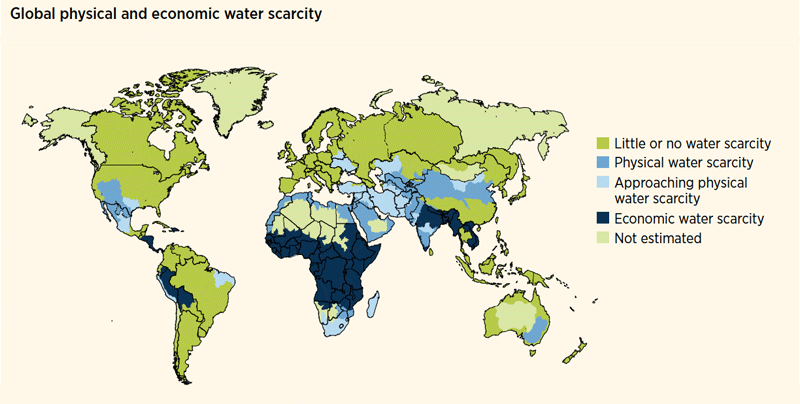 Global physical and economic water scarcity
Little or no water scarcity
Physical water scarcity
Approaching physical
water scarcity
Economic water scarcity
Not estimated